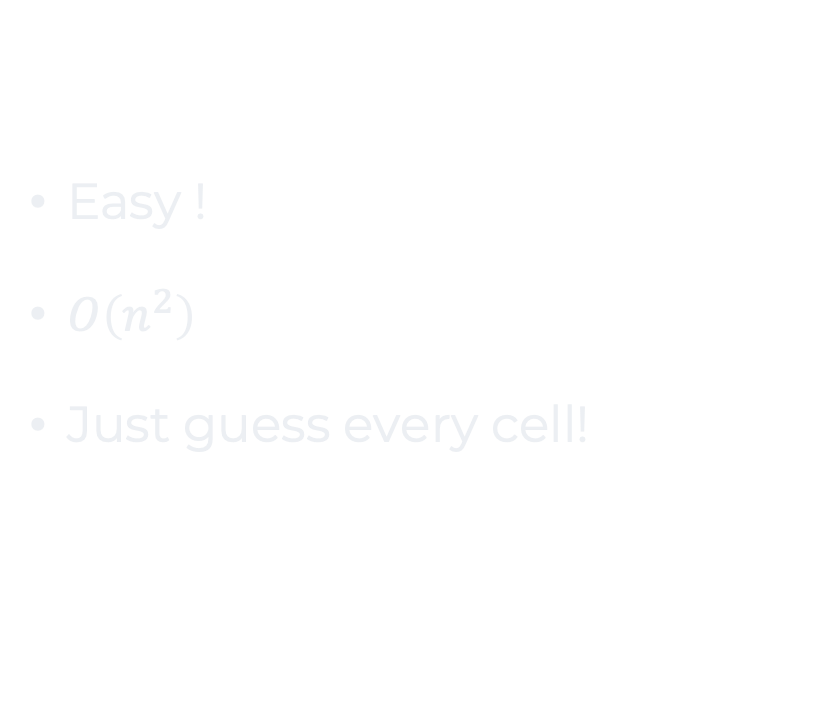 • Easy !
• O(n²)
• Just guess every cell!